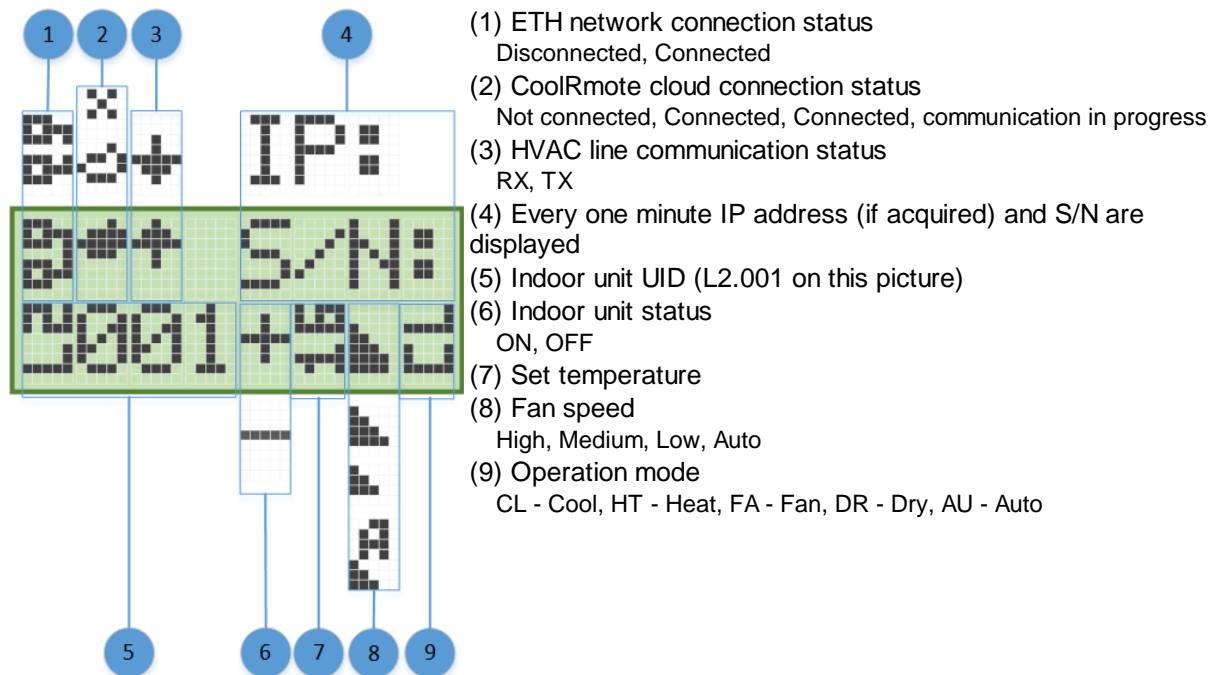 1 2 3 4
IP:
S/N:
001
5 6 7 8 9
(1) ETH network connection status
Disconnected, Connected
(2) CoolRmote cloud connection status
Not connected, Connected, Connected, communication in progress
(3) HVAC line communication status
RX, TX
(4) Every one minute IP address (if acquired) and S/N are
displayed
(5) Indoor unit UID (L2.001 on this picture)
(6) Indoor unit status
ON, OFF
(7) Set temperature
(8) Fan speed
High, Medium, Low, Auto
(9) Operation mode
CL - Cool, HT - Heat, FA - Fan, DR - Dry, AU - Auto